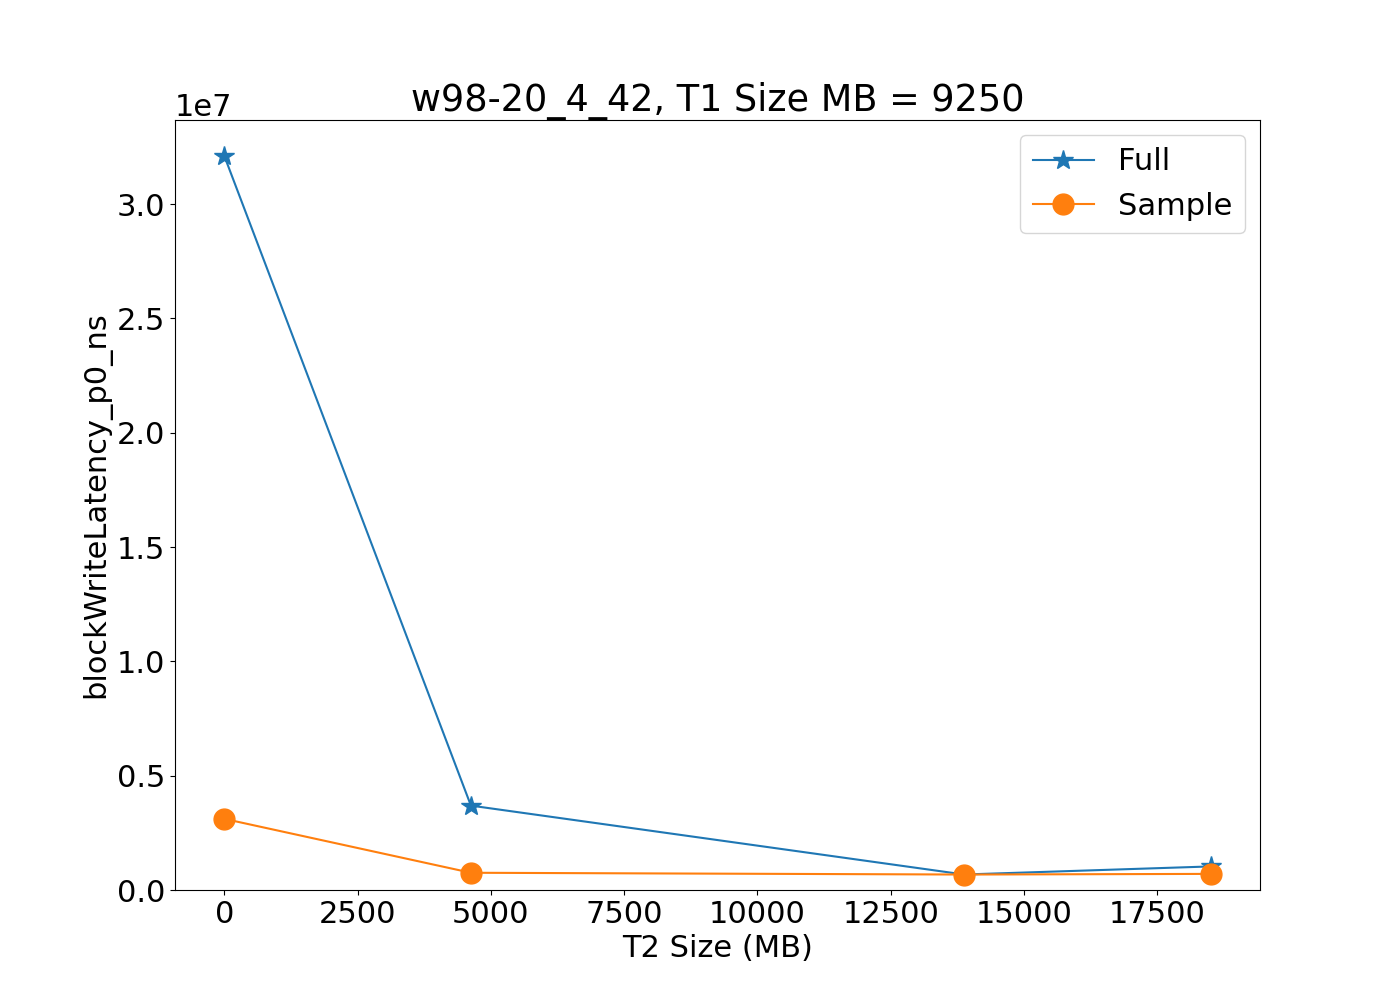 w98-20_4_42, T1 Size MB = 9250
1e7
Full
Sample
3.0
2.5
2.0
1.5
1.0
0.5
0.0
blockWriteLatency_p0_ns
0 2500 5000 7500 10000 12500 15000 17500
T2 Size (MB)